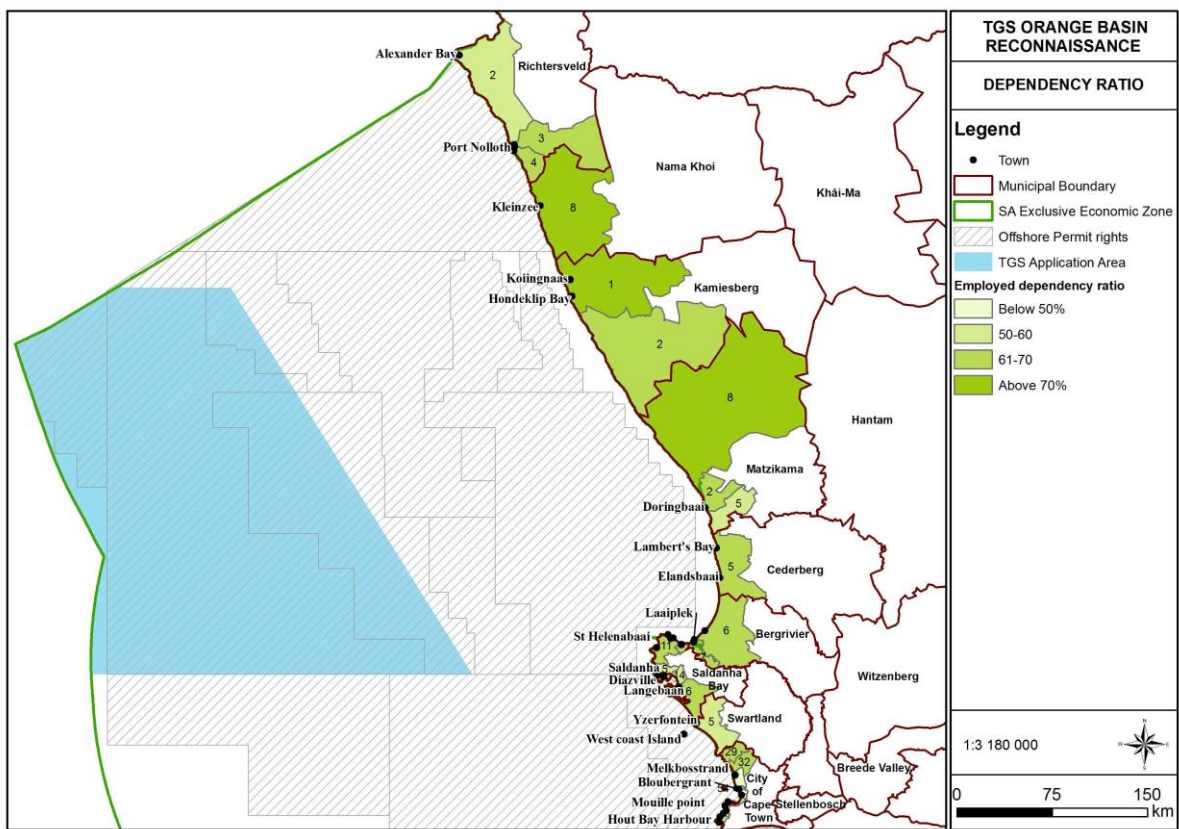 Alexander Bay
Richtersveld
2
3
Port Nolloth
4
Nama Khoi
Khâi-Ma
Kleinzee
8
Koiingnaas
1
Kamiesberg
Hondeklip Bay
2
8
Hantam
Matzikama
2
5
Doringbaai
Lambert's Bay
5
Cederberg
Elandsbaai
Laaiplek
6
Bergrivier
St Helenabaai
11
7
Witzenberg
Saldanha
5
14
Saldanha
Bay
Diazville
Langebaan
6
Yzerfontein
5
Swartland
West coast Island
29
32
Melkbosstrand
Breede Valley
Bloubergrant
City
of
Cape
Town
Stellenbosch
Mouille point
Hout Bay Harbour
TGS ORANGE BASIN
RECONNAISSANCE
DEPENDENCY RATIO
Legend
Town
Municipal Boundary
SA Exclusive Economic Zone
Offshore Permit rights
TGS Application Area
Employed dependency ratio
Below 50%
50-60
61-70
Above 70%
1:3 180 000
N
W
E
S
0 75 150
km